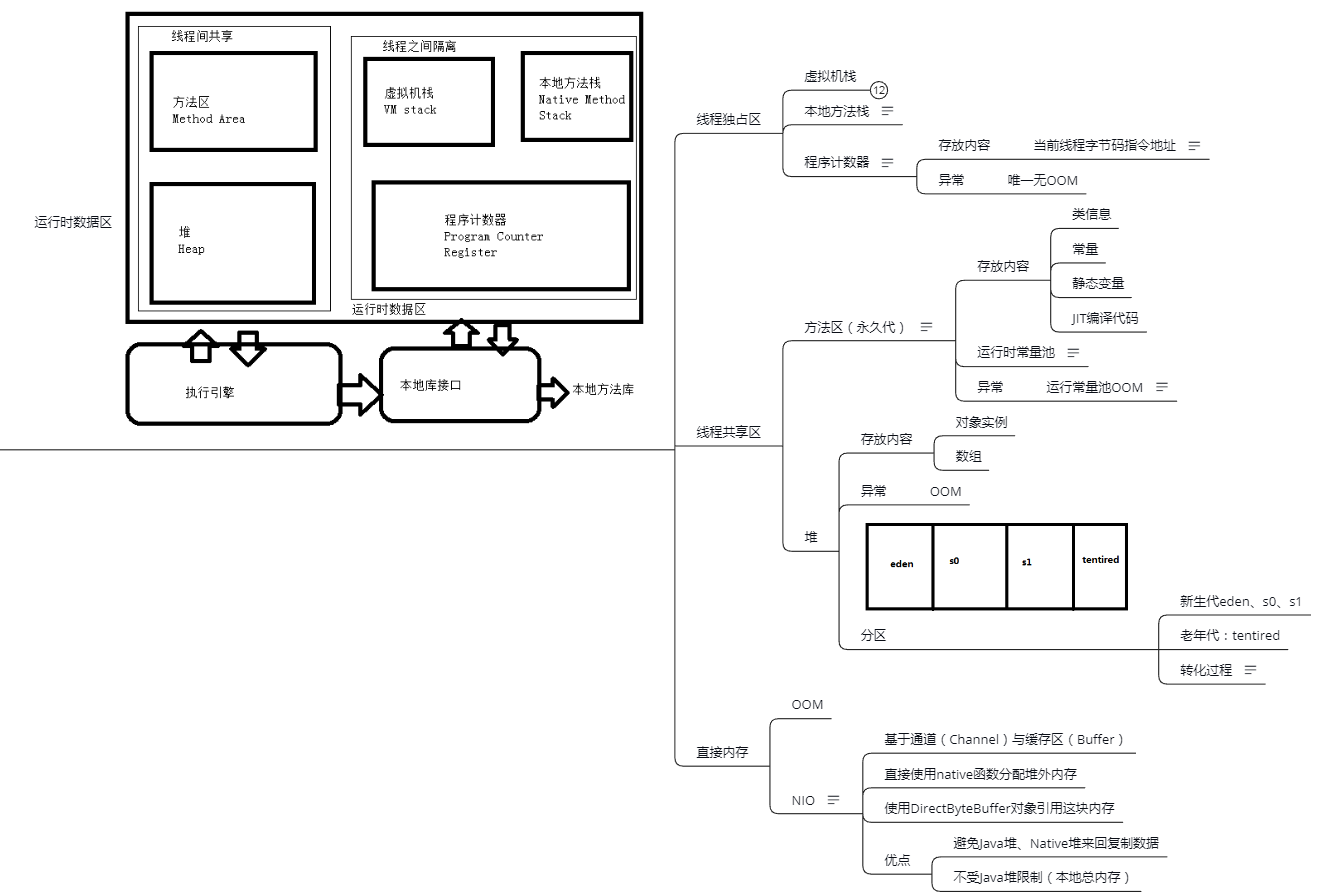 线程间共享
方法区
Method Area
堆
Heap
线程之间隔离
虚拟机栈
VM stack
本地方法栈
Native Method
Stack
程序计数器
Program Counter
Register
运行时数据区
运行时数据区
执行引擎
本地库接口
本地方法库
线程独占区
虚拟机栈
12
本地方法栈
程序计数器
存放内容
当前线程字节码指令地址
异常
唯一无OOM
线程共享区
方法区（永久代）
存放内容
类信息
常量
静态变量
JIT编译代码
运行时常量池
异常
运行常量池OOM
堆
存放内容
对象实例
数组
异常
OOM
eden
s0
s1
tentired
分区
新生代eden、s0、s1
老年代：tentired
转化过程
直接内存
OOM
NIO
基于通道（Channel）与缓存区（Buffer）
直接使用native函数分配堆外内存
使用DirectByteBuffer对象引用这块内存
优点
避免Java堆、Native堆来回复制数据
不受Java堆限制（本地总内存）